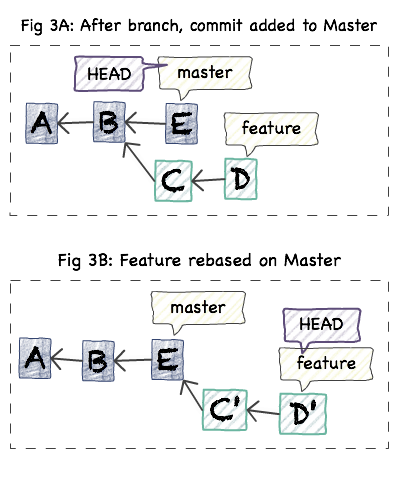 Fig 3A: After branch, commit added to Master
HEAD master
A B E
feature
C D
Fig 3B: Feature rebased on Master
master
HEAD
A B E feature
C' D'